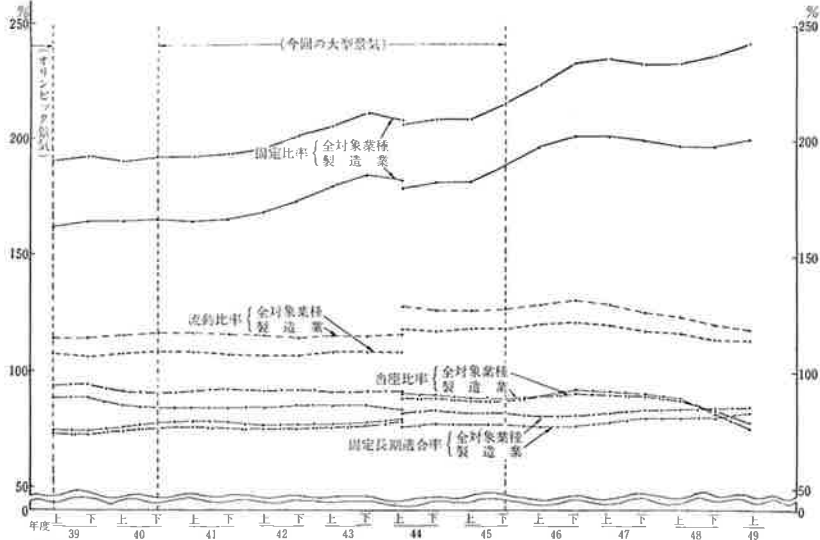 % %
250 250
(今回の大型景気)
(オリンピック景気)
200 200
固定比率{全対象業種
製造業
150 150
流動比率{全対象業種
製造業
100 100
当座比率{全対象業種
製造業
固定長期適合率{全対象業種
製造業
50 50
0 0
年度 上 下 上 下 上 下 上 下 上 下 上 下 上 下 上 下 上 下 上 下 上
39 40 41 42 43 44 45 46 47 48 49